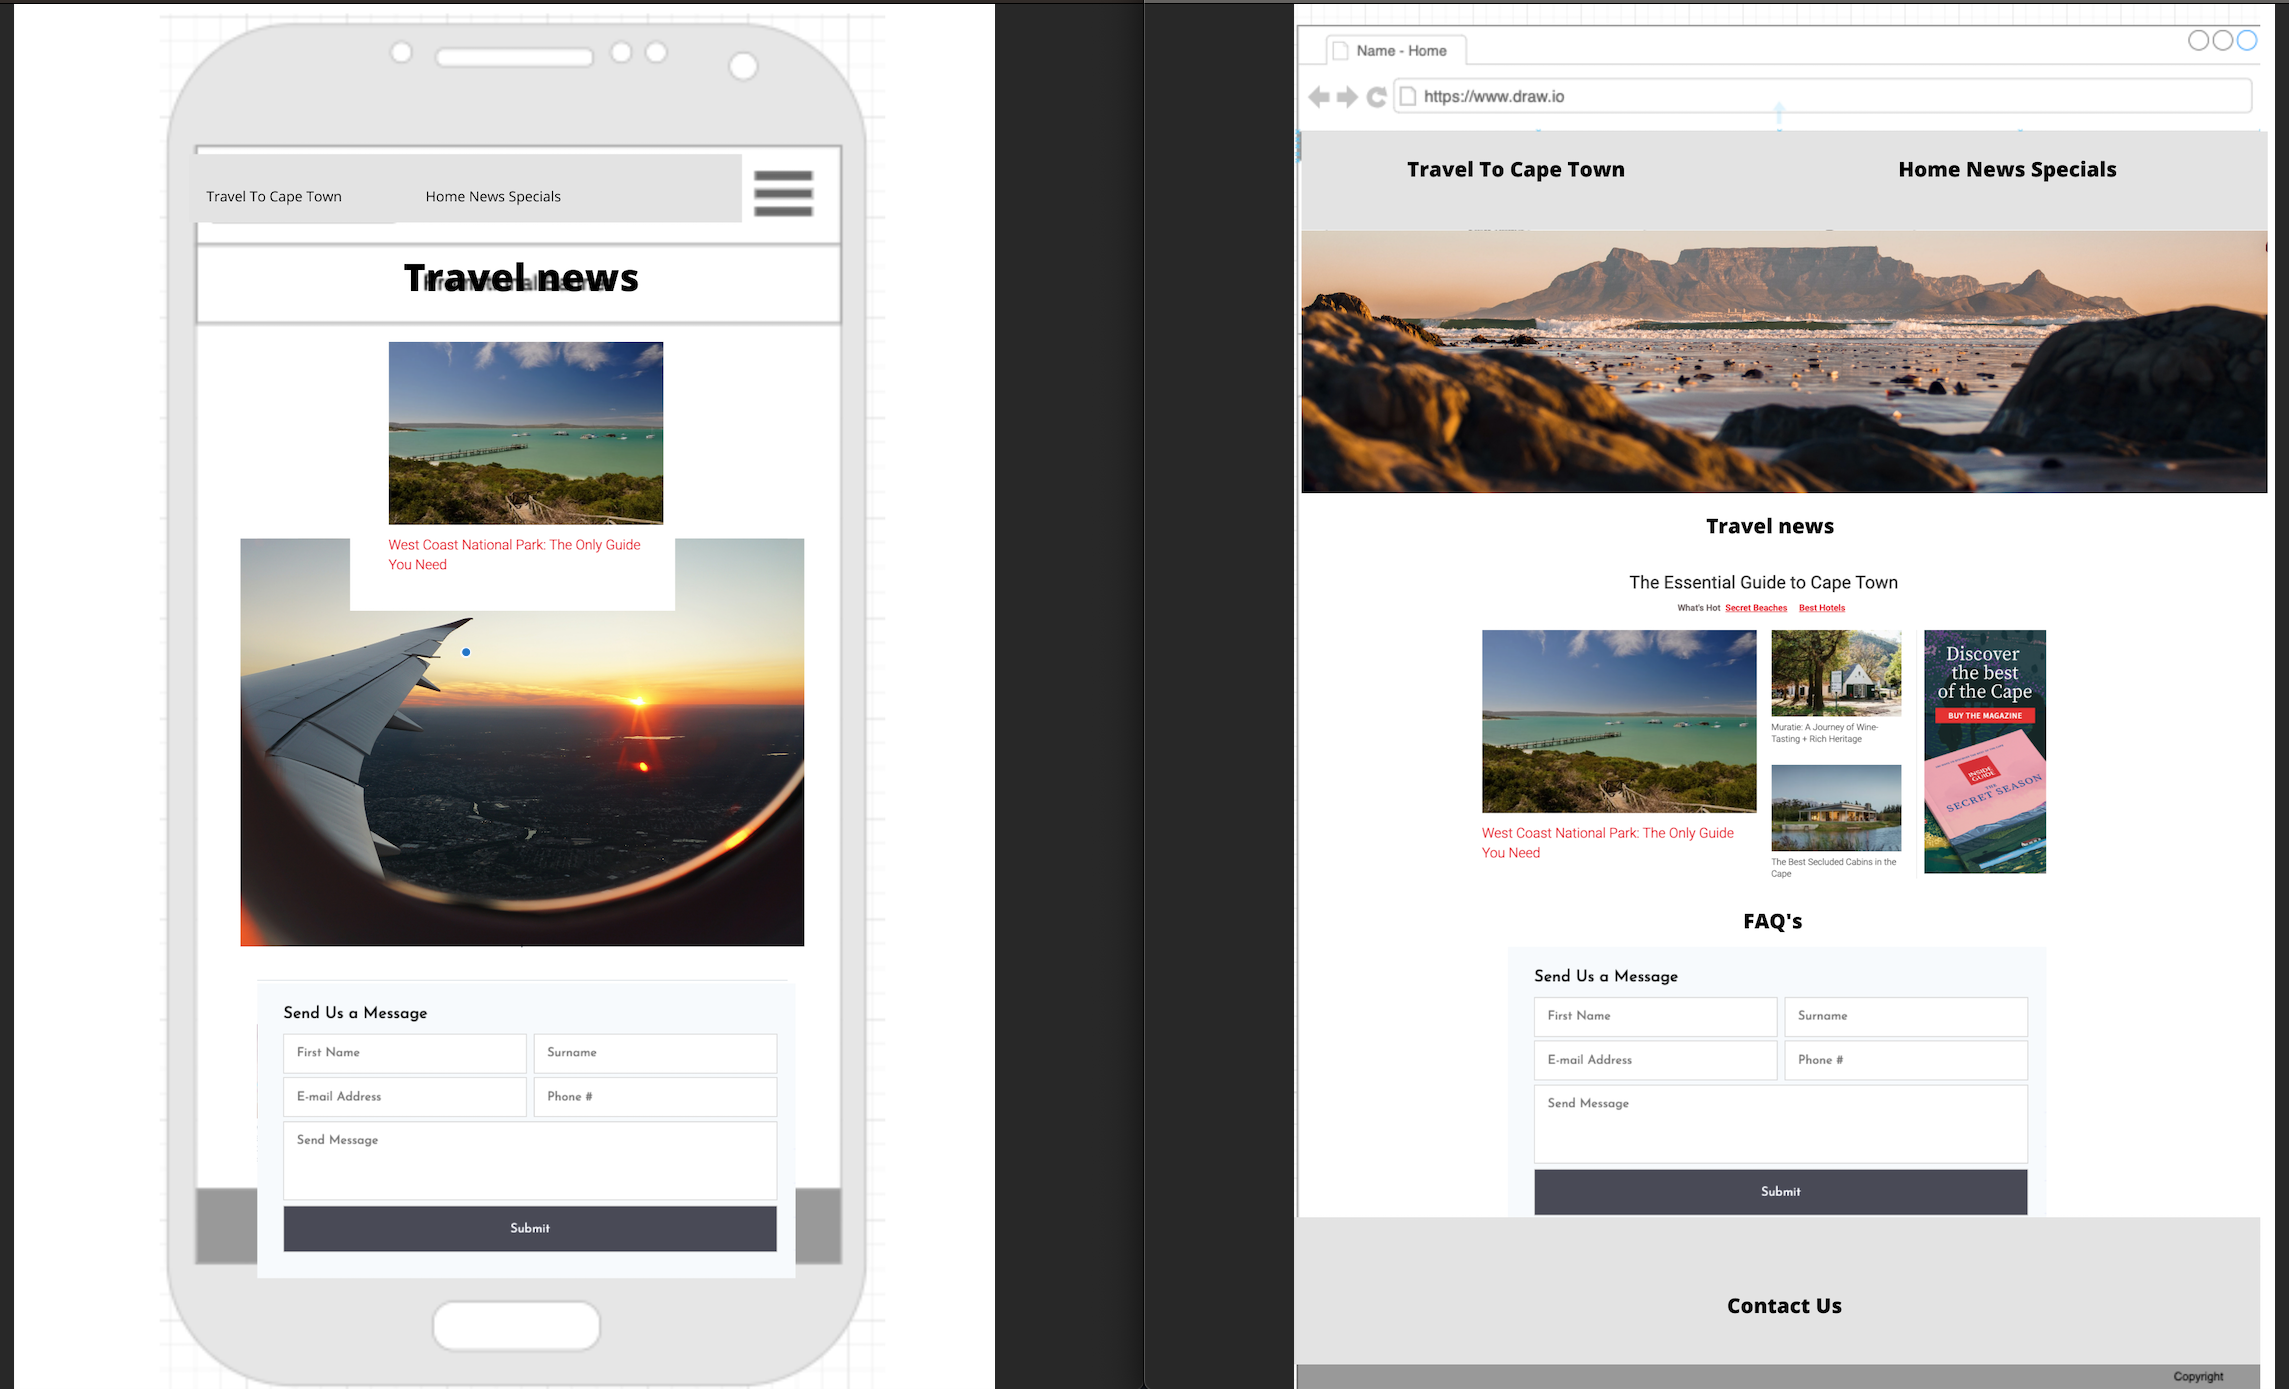 Travel To Cape Town
Home News Specials
Travel news
West Coast National Park: The Only Guide
You Need
Send Us a Message
First Name
Surname
E-mail Address
Phone #
Send Message
Submit
Name - Home
https://www.draw.io
Travel To Cape Town
Home News Specials
Travel news
The Essential Guide to Cape Town
What's Hot Secret Beaches Best Hotels
West Coast National Park: The Only Guide
You Need
Muratie: A Journey of Wine-
Tasting + Rich Heritage
The Best Secluded Cabins in the
Cape
Discover
the best
of the Cape
BUY THE MAGAZINE
INSIDE
GUIDE
THE
SECRET SEASON
FAQ's
Send Us a Message
First Name
Surname
E-mail Address
Phone #
Send Message
Submit
Contact Us
Copyright